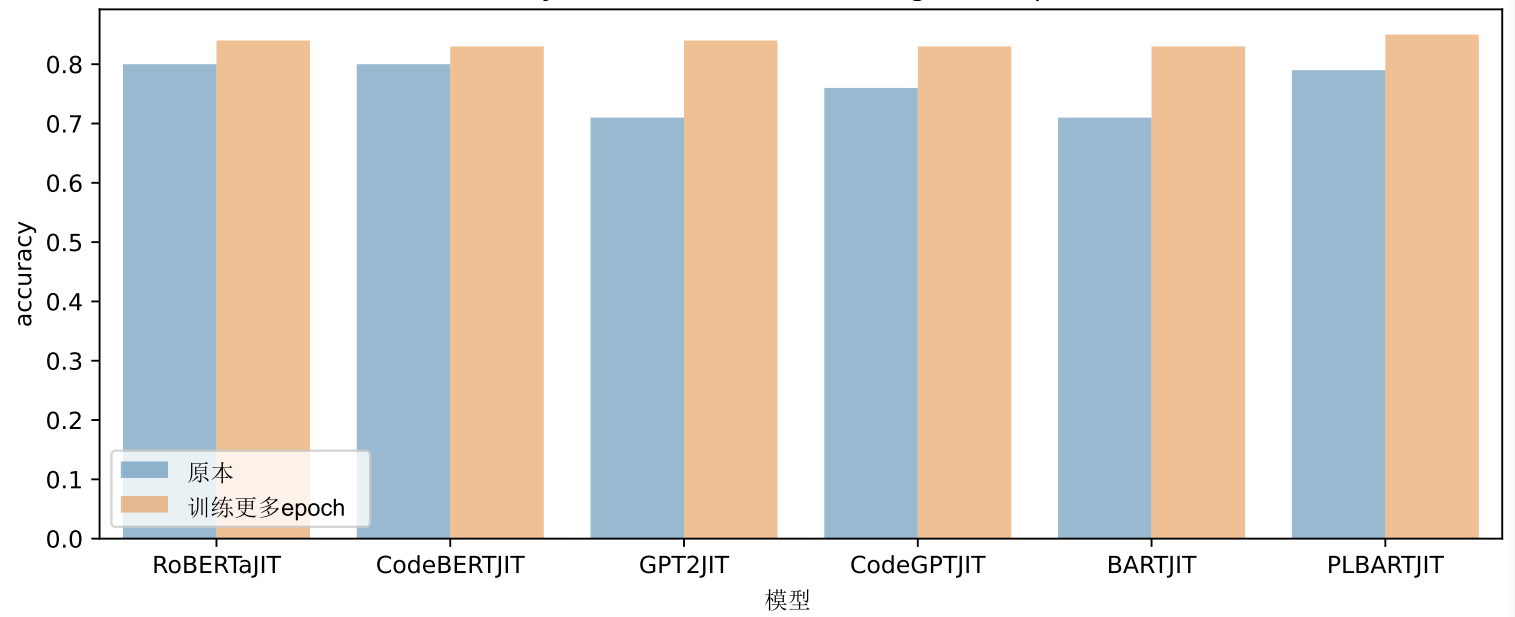 accuracy
0.8
0.7
0.6
0.5
0.4
0.3
0.2
0.1
0.0
原本
训练更多epoch
RoBERTaJIT CodeBERTJIT GPT2JIT CodeGPTJIT BARTJIT PLBARTJIT
模型